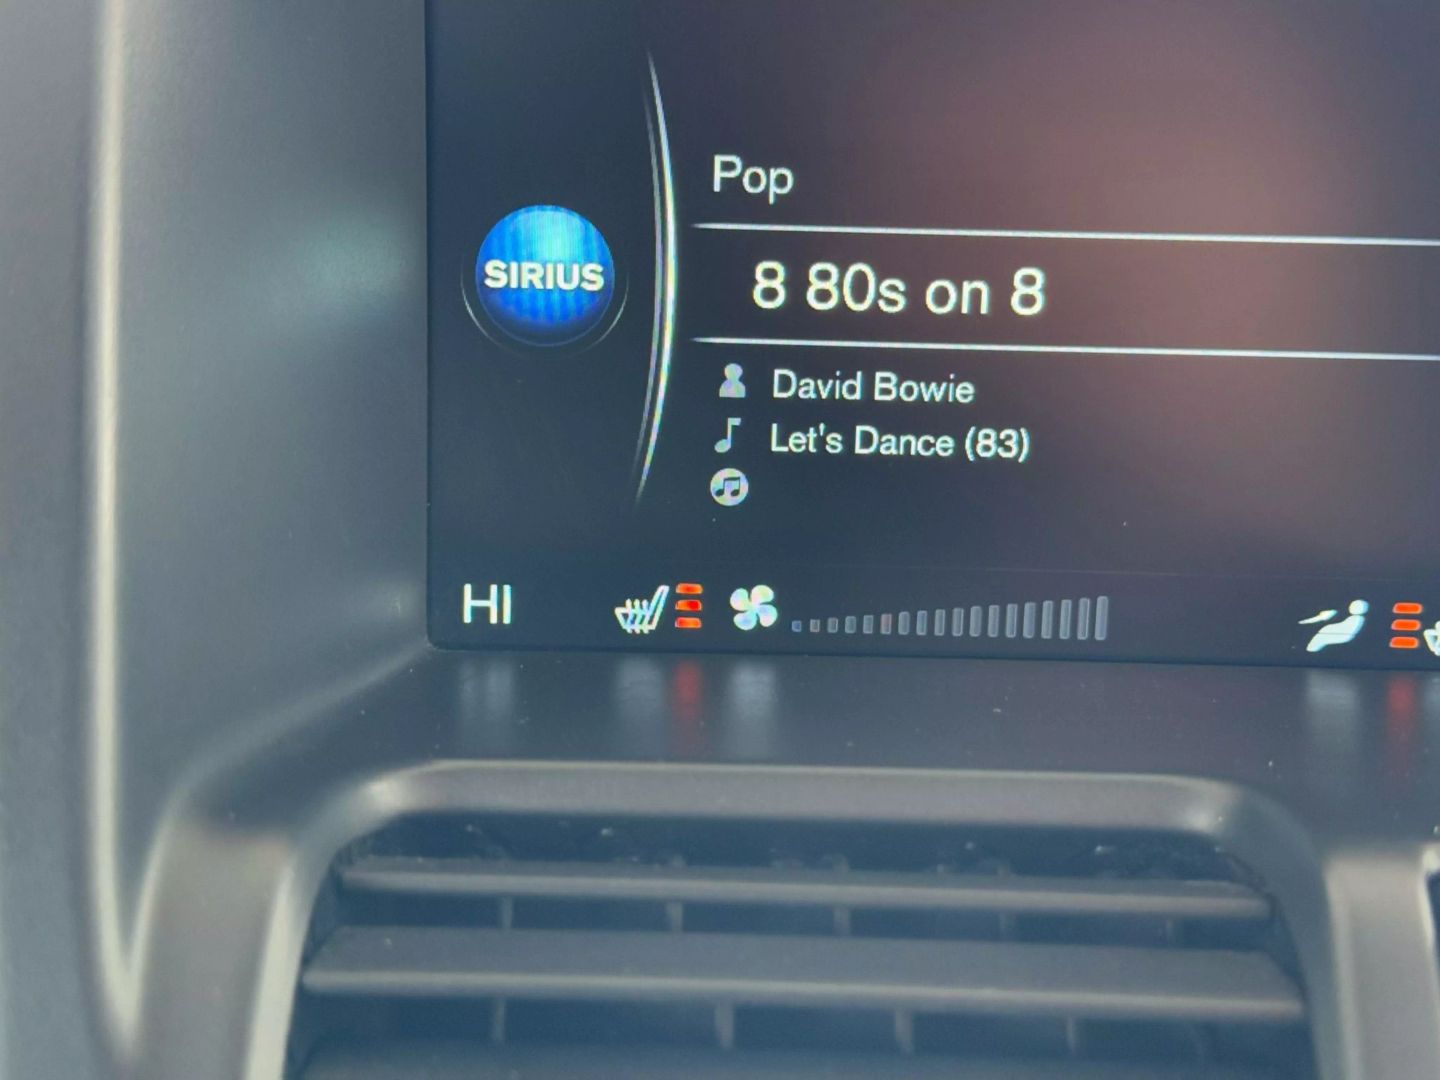 Pop
SIRIUS
8 80s on 8
David Bowie
Let's Dance (83)
HI